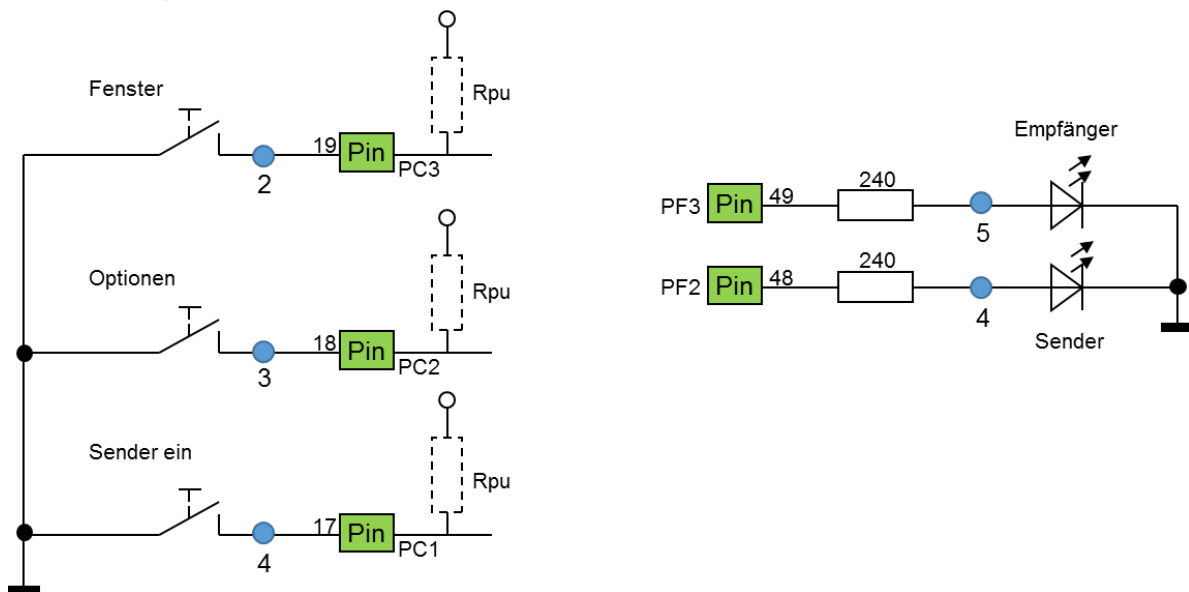 Fenster
Rpu
19
Pin
PC3
2
Optionen
Rpu
18
Pin
PC2
3
Sender ein
Rpu
17
Pin
PC1
4
Empfänger
240
PF3
Pin
49
5
240
PF2
Pin
48
4
Sender